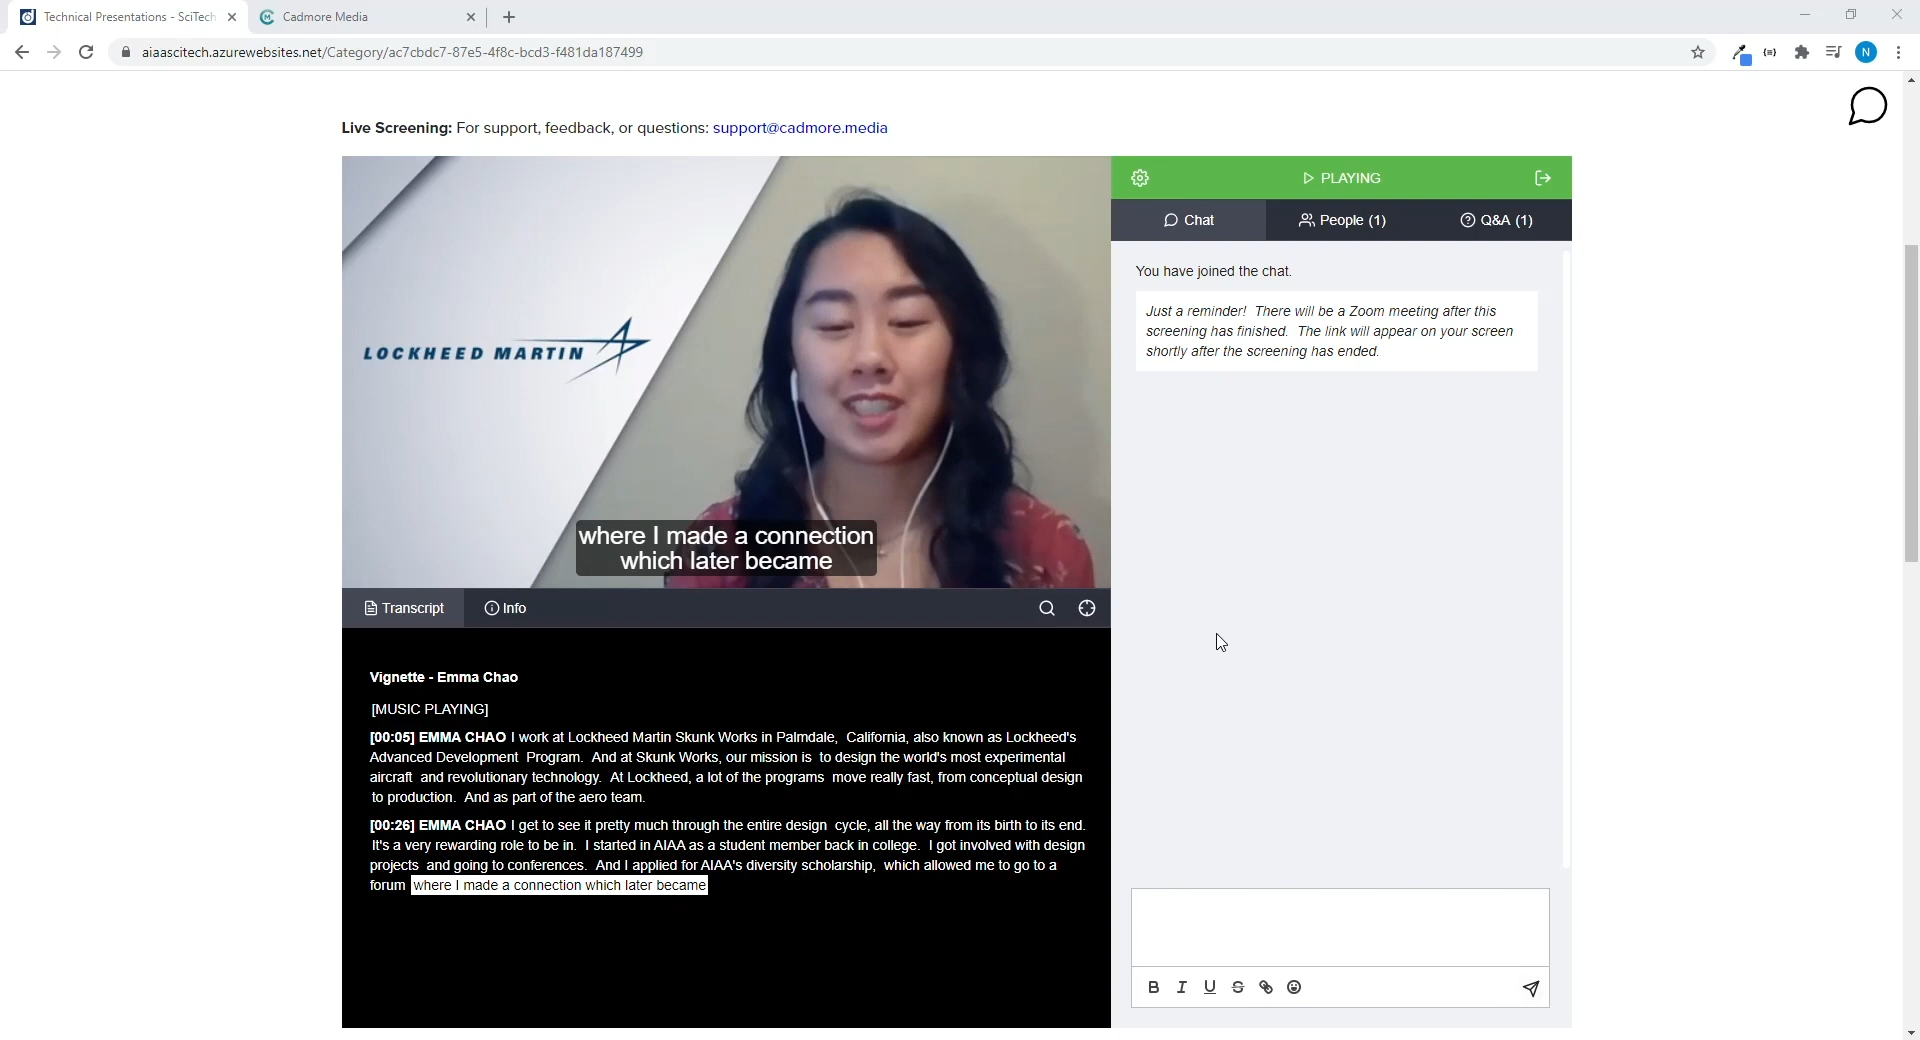 Technical Presentations - SciTech
Cadmore Media
aiaascitech.azurewebsites.net/Category/ac7cbdc7-87e5-4f8c-bcd3-f481da187499
N
Live Screening: For support, feedback, or questions: support@cadmore.media
LOCKHEED MARTIN
where I made a connection
which later became
PLAYING
Chat
People (1)
Q&A (1)
You have joined the chat.
Just a reminder!  There will be a Zoom meeting after this
screening has finished.  The link will appear on your screen
shortly after the screening has ended.
Transcript
Info
Vignette - Emma Chao
[MUSIC PLAYING]
[00:05] EMMA CHAO I work at Lockheed Martin Skunk Works in Palmdale,  California, also known as Lockheed's
Advanced Development  Program.  And at Skunk Works, our mission is  to design the world's most experimental
aircraft  and revolutionary technology.  At Lockheed, a lot of the programs  move really fast, from conceptual design
to production.  And as part of the aero team.
[00:26] EMMA CHAO I get to see it pretty much through the entire design  cycle, all the way from its birth to its end.
It's a very rewarding role to be in.  I started in AIAA as a student member back in college.  I got involved with design
projects  and going to conferences.  And I applied for AIAA's diversity scholarship,  which allowed me to go to a
forum where I made a connection which later became
B I U S